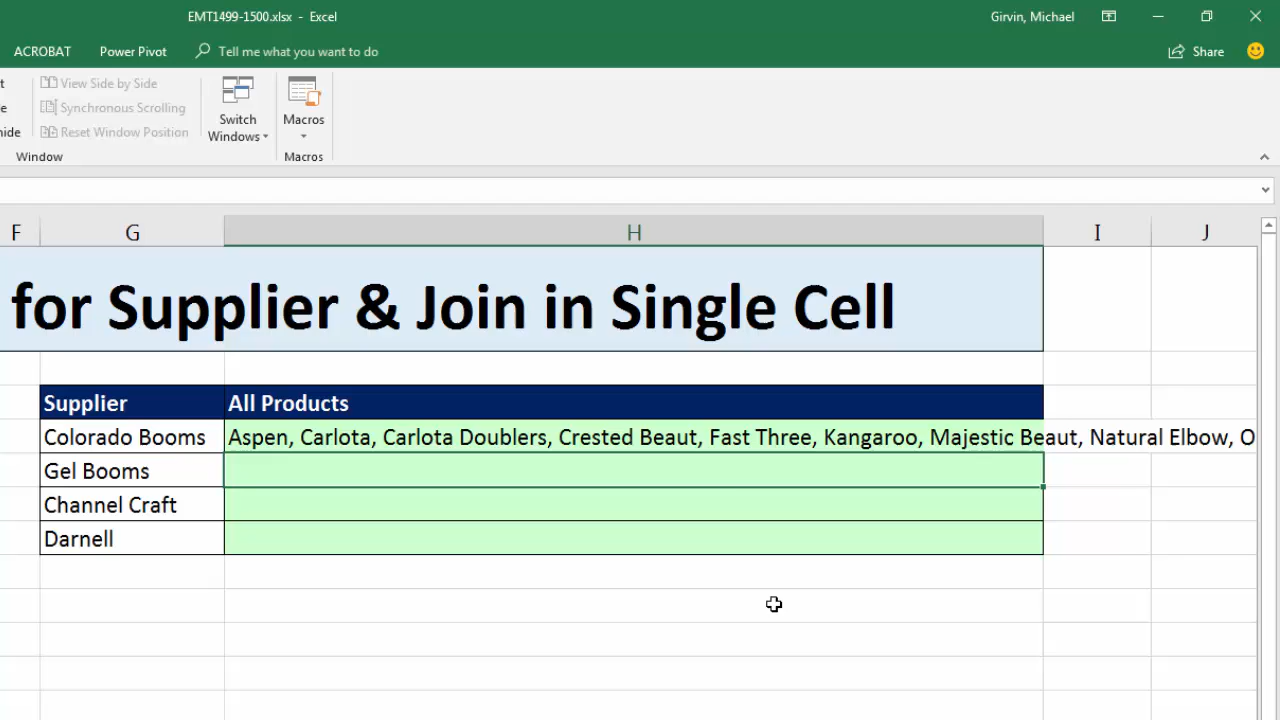 EMT1499-1500.xlsx - Excel
Girvin, Michael
ACROBAT Power Pivot Tell me what you want to do Share
View Side by Side
Synchronous Scrolling
Reset Window Position
Switch Windows
Macros
Window
Macros
F G H I J
for Supplier & Join in Single Cell
Supplier All Products
Colorado Booms Aspen, Carlota, Carlota Doublers, Crested Beaut, Fast Three, Kangaroo, Majestic Beaut, Natural Elbow, O
Gel Booms
Channel Craft
Darnell